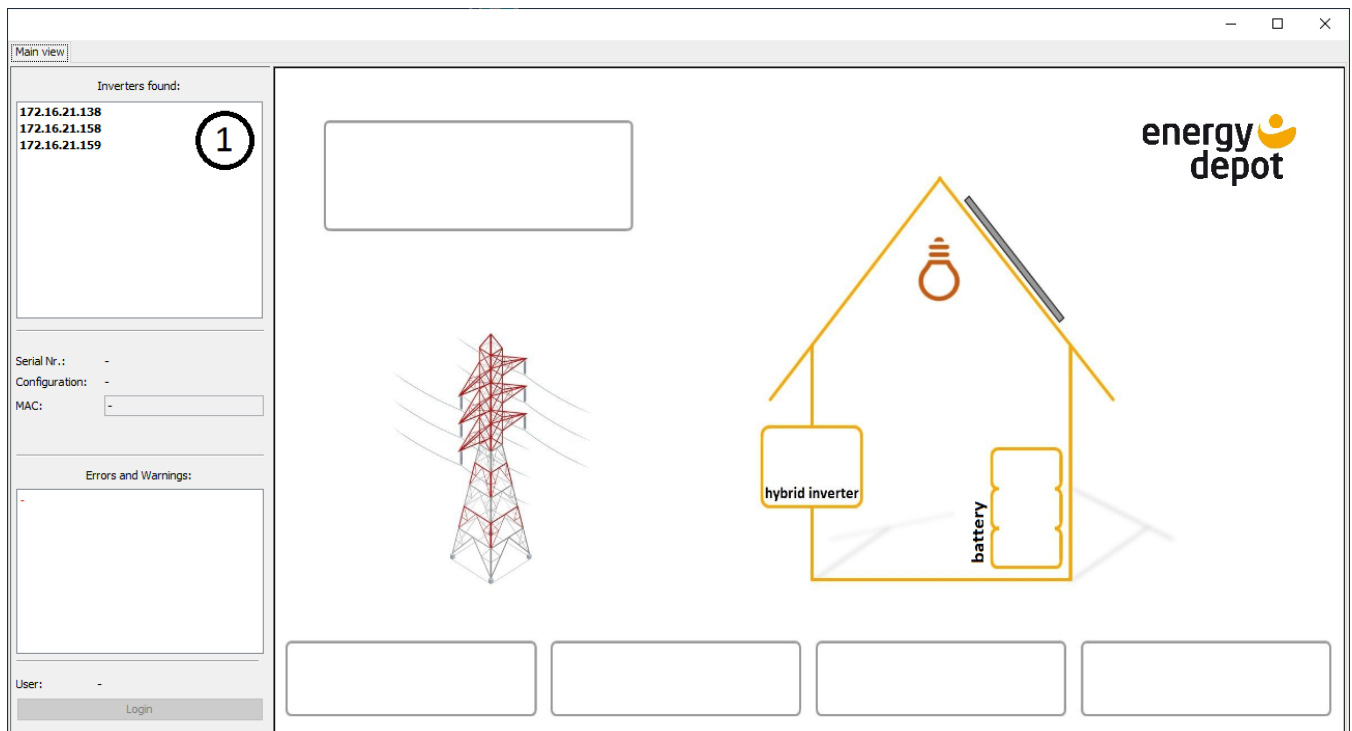 Main view
Inverters found:
172.16.21.138
172.16.21.158
172.16.21.159
1
Serial Nr.: -
Configuration: -
MAC: -
Errors and Warnings:
-
User: -
Login
energy
depot
hybrid inverter
battery